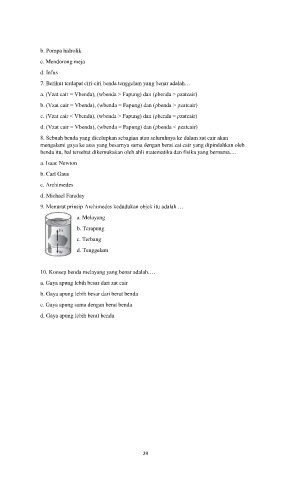 b. Pompa hidrolik
c. Mendorong meja
d. Infus
7. Berikut terdapat ciri-ciri benda tenggelam yang benar adalah…
a. (Vzat cair = Vbenda), (wbenda > Fapung) dan (ρbenda > ρzatcair)
b. (Vzat cair = Vbenda), (wbenda = Fapung) dan (ρbenda > ρzatcair)
c. (Vzat cair < Vbenda), (wbenda > Fapung) dan (ρbenda = ρzatcair)
d. (Vzat cair = Vbenda), (wbenda = Fapung) dan (ρbenda < ρzatcair)
8. Sebuah benda yang dicelupkan sebagian atau seluruhnya ke dalam zat cair akan
mengalami gaya ke atas yang besarnya sama dengan berat zat cair yang dipindahkan oleh
benda itu, hal tersebut dikemukakan oleh ahli matematika dan fisika yang bernama…
a. Isaac Newton
b. Carl Gaus
c. Archimedes
d. Michael Faraday
9. Menurut prinsip Archimedes kedudukan objek itu adalah …
a. Melayang
b. Terapung
c. Terbang
d. Tenggelam
10. Konsep benda melayang yang benar adalah….
a. Gaya apung lebih besar dari zat cair
b. Gaya apung lebih besar dari berat benda
c. Gaya apung sama dengan berat benda
d. Gaya apung lebih berat benda